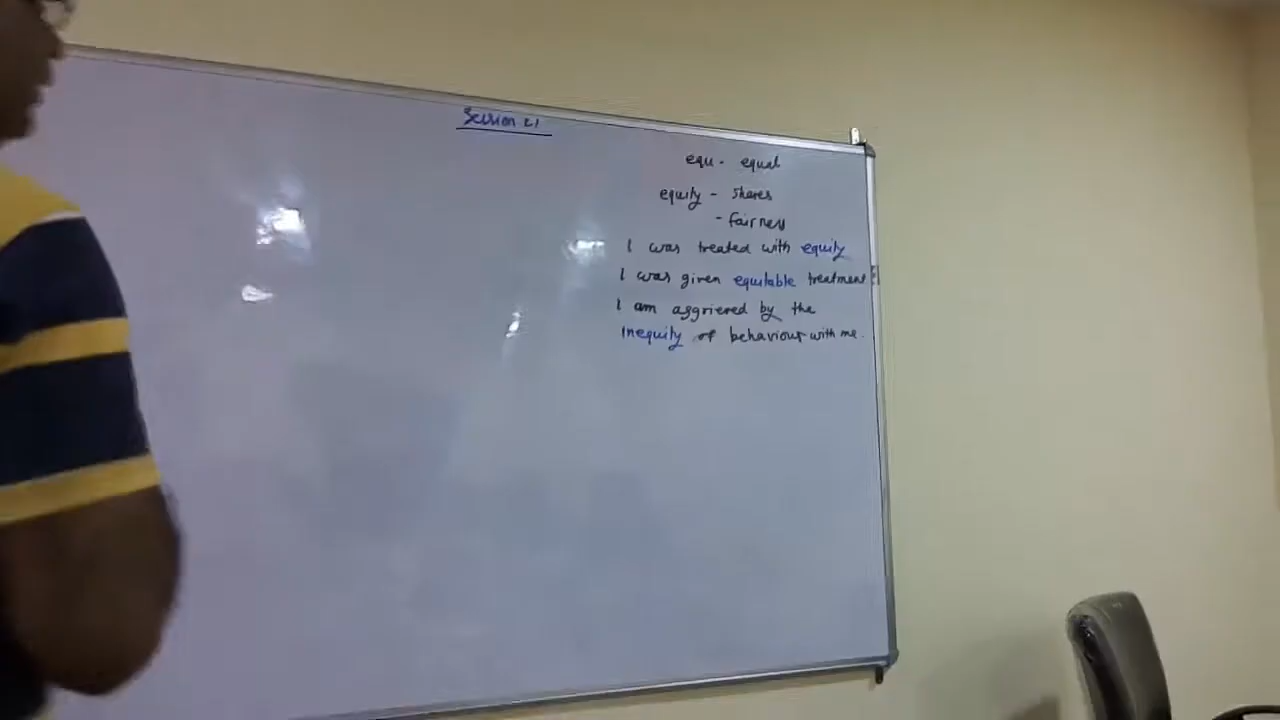 Session 21
equ - equal
equity - shares
- fairness
I was treated with equity
I was given equitable treatment
I am aggrieved by the
inequity of behaviour with me.